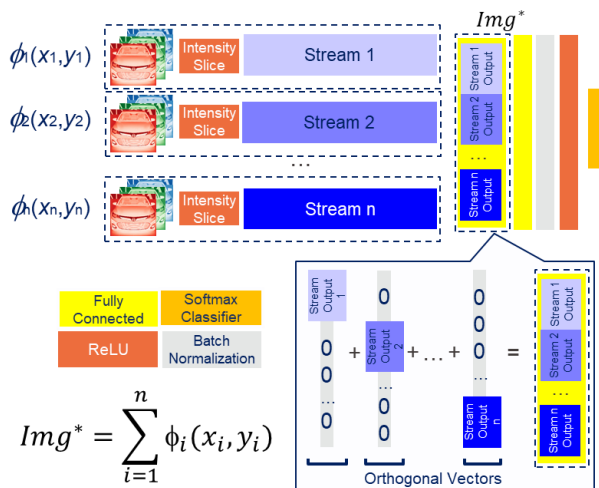 Img*
ϕ1(x1,y1)
Intensity
Slice
Stream 1
ϕ2(x2,y2)
Intensity
Slice
Stream 2
...
ϕn(xn,yn)
Intensity
Slice
Stream n
Stream 1
Output
Stream 2
Output
...
Stream n
Output
Fully
Connected
Softmax
Classifier
ReLU
Batch
Normalization
Img* = ∑ i=1 n ϕi(xi, yi)
Stream
Output
1
0
0
...
0
+
0
Stream
Output
2
...
0
0
+ ... +
0
0
0
...
Stream
Output
n
=
Stream 1
Output
Stream 2
Output
...
Stream n
Output
Orthogonal Vectors